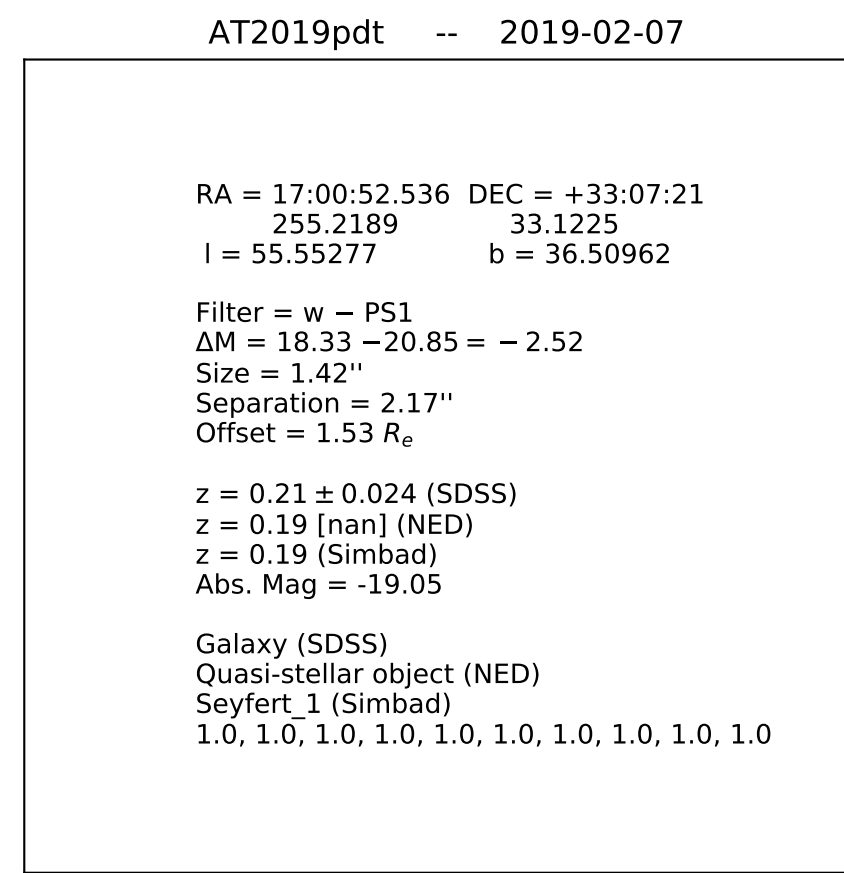 AT2019pdt -- 2019-02-07
RA = 17:00:52.536 DEC = +33:07:21
255.2189 33.1225
l = 55.55277 b = 36.50962
Filter = w − PS1
ΔM = 18.33 −20.85 = − 2.52
Size = 1.42''
Separation = 2.17''
Offset = 1.53 Rₑ
z = 0.21 ± 0.024 (SDSS)
z = 0.19 [nan] (NED)
z = 0.19 (Simbad)
Abs. Mag = -19.05
Galaxy (SDSS)
Quasi-stellar object (NED)
Seyfert_1 (Simbad)
1.0, 1.0, 1.0, 1.0, 1.0, 1.0, 1.0, 1.0, 1.0, 1.0